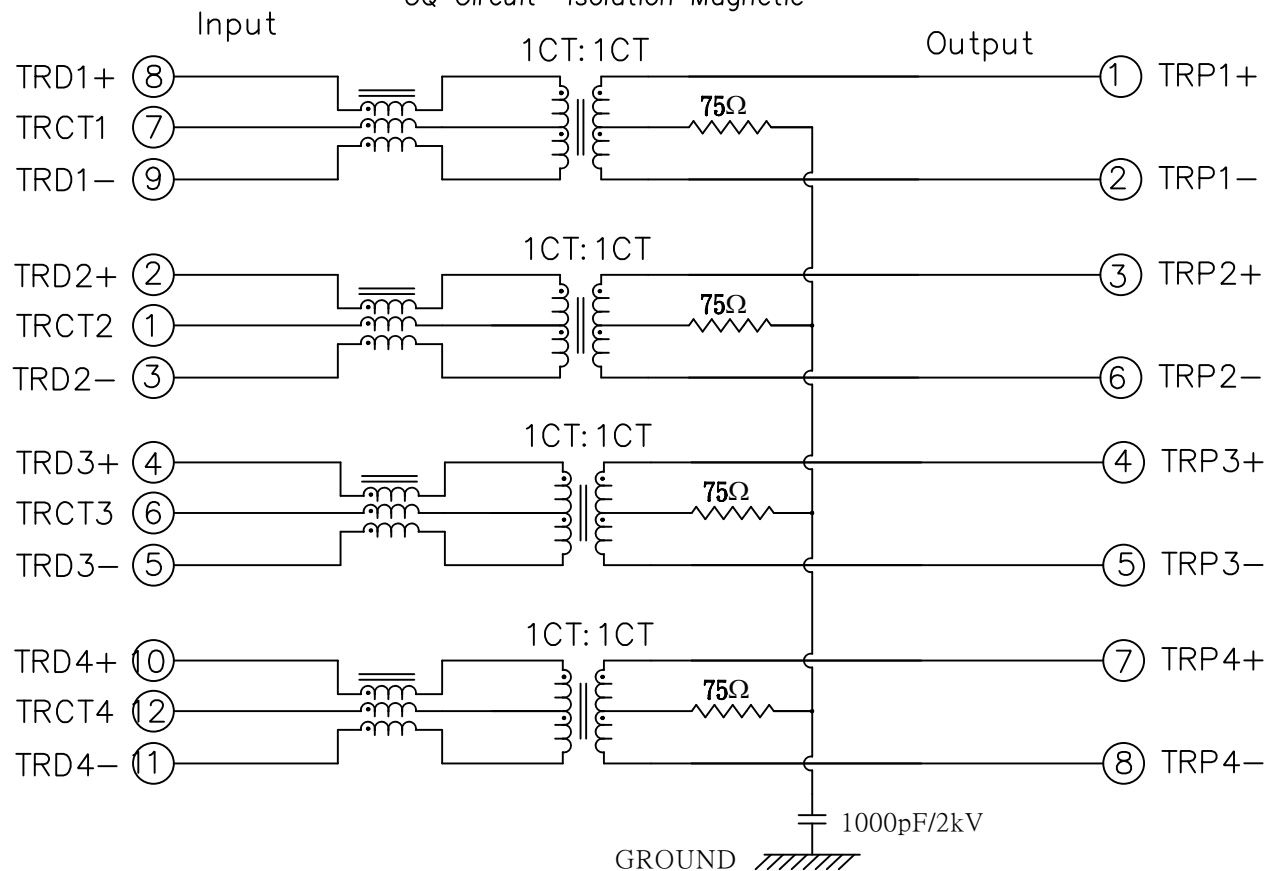 Circuit Isolation Magnetic
Input
Output
1CT: 1CT
TRD1+ 8
1 TRP1+
75Ω
TRCT1 7
TRD1- 9
2 TRP1-
1CT: 1CT
TRD2+ 2
3 TRP2+
75Ω
TRCT2 1
TRD2- 3
6 TRP2-
1CT: 1CT
TRD3+ 4
4 TRP3+
75Ω
TRCT3 6
TRD3- 5
5 TRP3-
1CT: 1CT
TRD4+ 10
7 TRP4+
75Ω
TRCT4 12
TRD4- 11
8 TRP4-
1000pF/2kV
GROUND